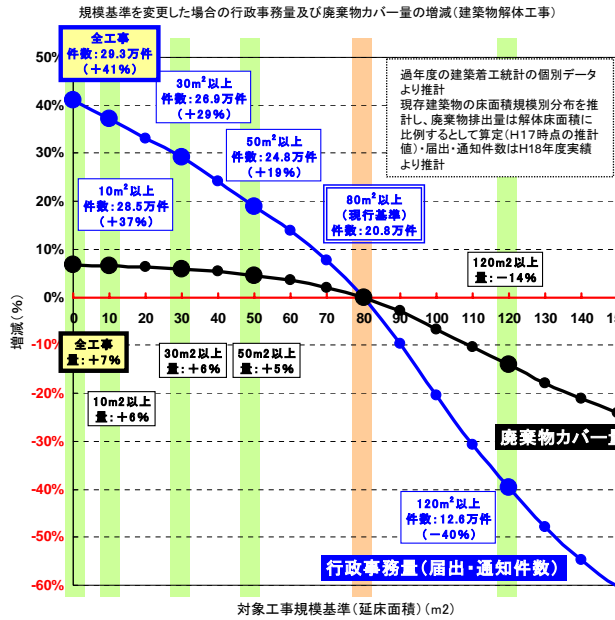 規模基準を変更した場合の行政事務量及び廃棄物カバー量の増減(建築物解体工事)
全工事
件数:29.3万件
(+41%)
30m²以上
件数:26.9万件
(+29%)
50m²以上
件数:24.8万件
(+19%)
10m²以上
件数:28.5万件
(+37%)
80m²以上
(現行基準)
件数:20.8万件
過年度の建築着工統計の個別データ
より推計
現存建築物の床面積規模別分布を推
計し、廃棄物排出量は解体床面積に
比例するとして算定(H17時点の推計
値)・届出・通知件数はH18年度実績
より推計
120m2以上
量:-14%
50%
40%
30%
20%
10%
0%
-10%
-20%
-30%
-40%
-50%
-60%
増減(%)
0 10 20 30 40 50 60 70 80 90 100 110 120 130 140
全工事
量:+7%
10m2以上
量:+6%
30m2以上
量:+6%
50m2以上
量:+5%
廃棄物カバー量
120m²以上
件数:12.6万件
(-40%)
行政事務量(届出・通知件数)
対象工事規模基準(延床面積)(m2)